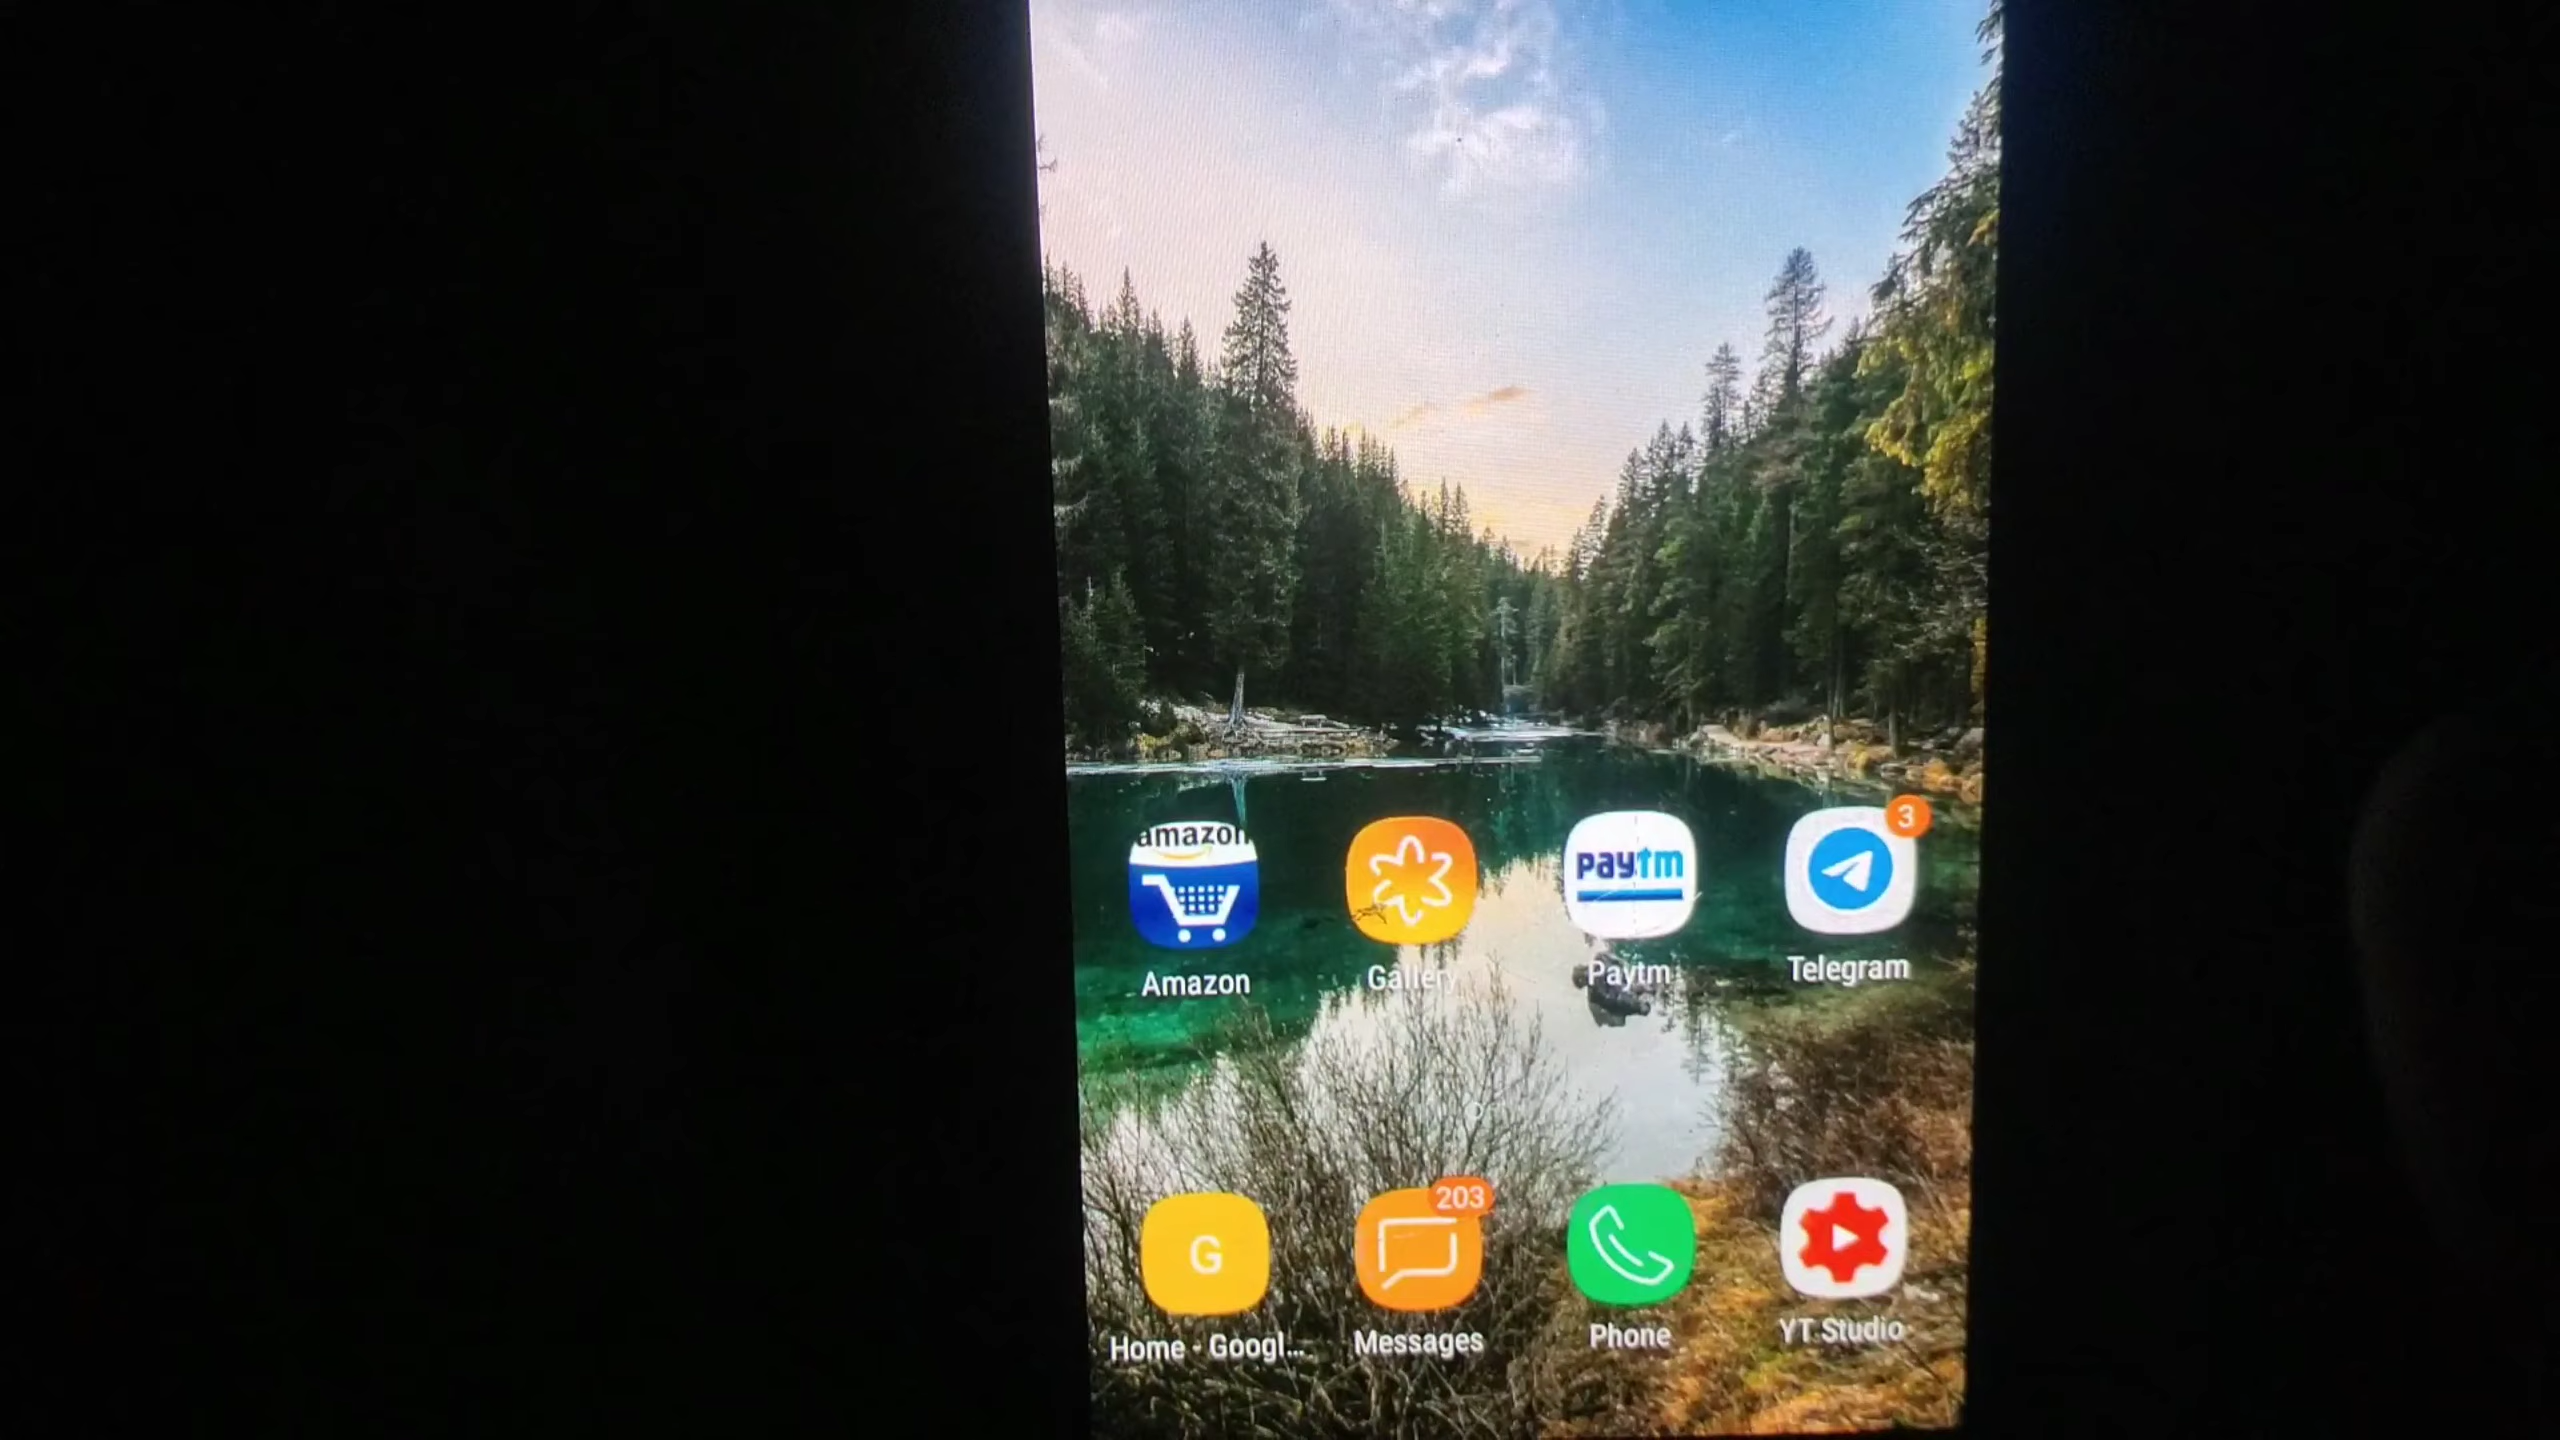 amazon
paytm
3
Amazon
Gallery
Paytm
Telegram
G
203
Home - Googl...
Messages
Phone
YT Studio